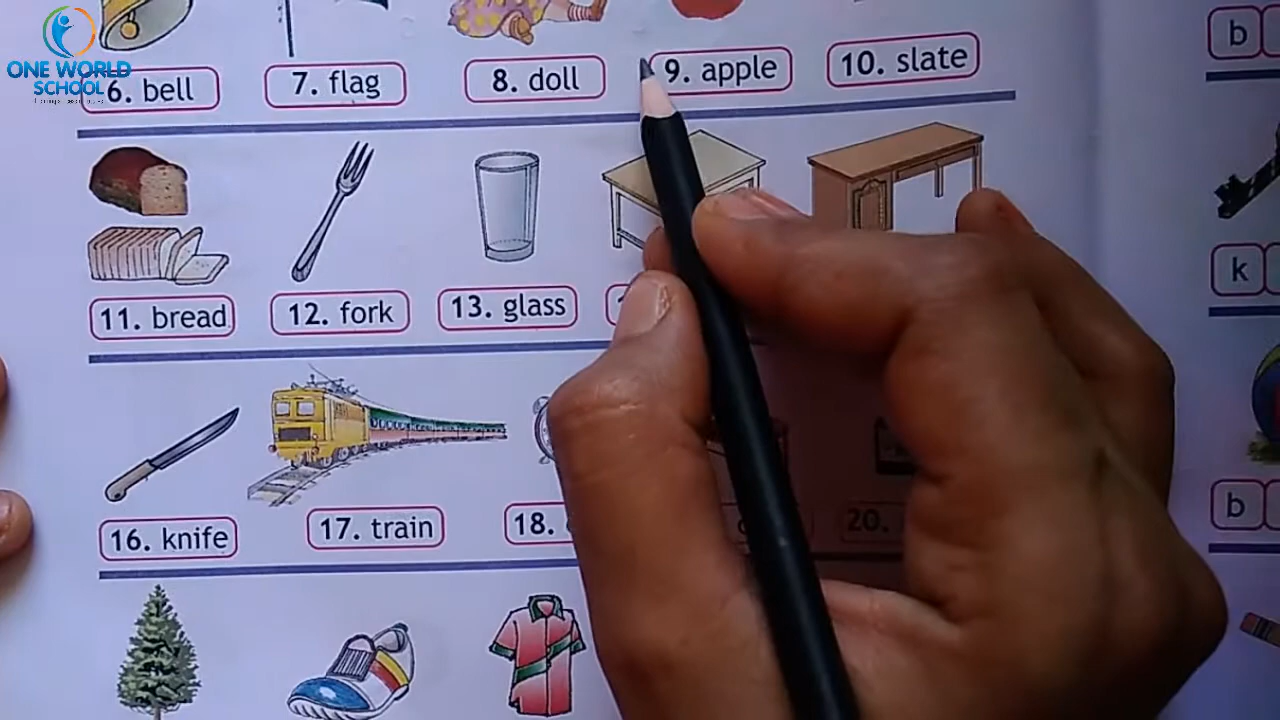 ONE WORLD
SCHOOL
6. bell
7. flag
8. doll
9. apple
10. slate
b
11. bread
12. fork
13. glass
k
16. knife
17. train
18.
20.
b